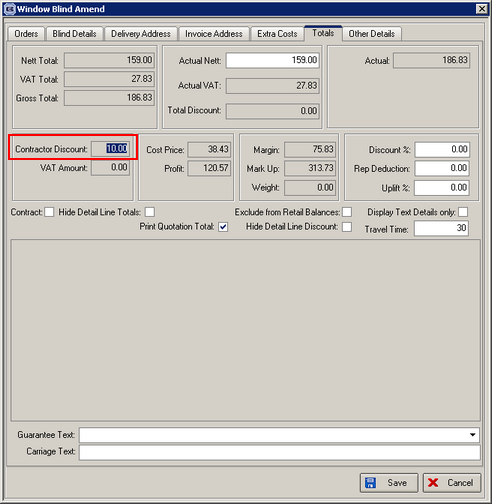 Window Blind Amend
Orders Blind Details Delivery Address Invoice Address Extra Costs Totals Other Details
Nett Total: 159.00 Actual Nett: 159.00 Actual: 186.83
VAT Total: 27.83 Actual VAT: 27.83
Gross Total: 186.83 Total Discount: 0.00
Contractor Discount: 10.00 Cost Price: 38.43 Margin: 75.83 Discount %: 0.00
VAT Amount: 0.00 Profit: 120.57 Mark Up: 313.73 Rep Deduction: 0.00
Weight: 0.00 Uplift %: 0.00
Contract: Hide Detail Line Totals: Exclude from Retail Balances: Display Text Details only:
Print Quotation Total: Hide Detail Line Discount: Travel Time: 30
Guarantee Text:
Carriage Text:
Save Cancel